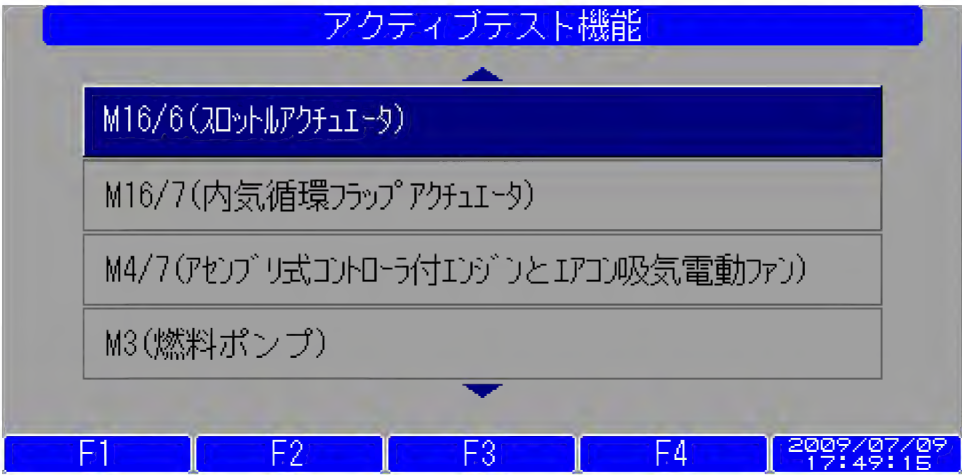 アクティブテスト機能
M16/6(ｽﾛｯﾄﾙｱｸﾁｭｴｰﾀ)
M16/7(内気循環ﾌﾗｯﾌﾟｱｸﾁｭｴｰﾀ)
M4/7(ｱｾﾝﾌﾞﾘ式ｺﾝﾄﾛｰﾗ付ｴﾝｼﾞﾝとｴｱｺﾝ吸気電動ﾌｧﾝ)
M3(燃料ポンプ)
F1 F2 F3 F4 2009/07/09
17:49:15